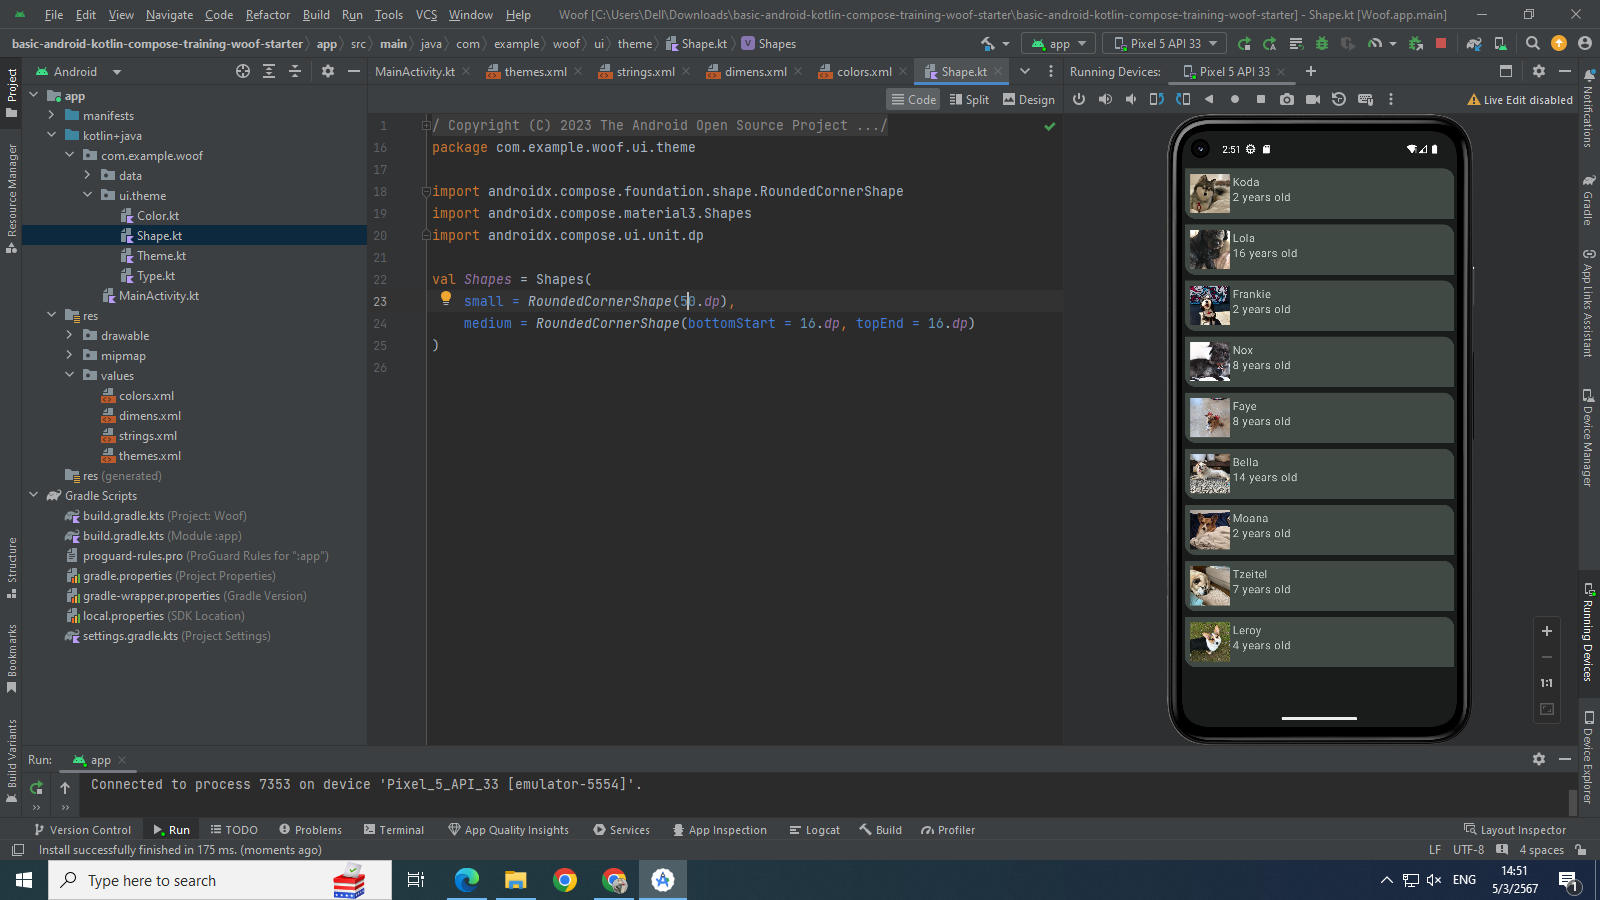 File Edit View Navigate Code Refactor Build Run Tools VCS Window Help Woof [C:\Users\Dell\Downloads\basic-android-kotlin-compose-training-woof-starter\basic-android-kotlin-compose-training-woof-starter] - Shape.kt [Woof.app.main]
basic-android-kotlin-compose-training-woof-starter app src main java com example woof ui theme Shape.kt Shapes app Pixel 5 API 33
Android MainActivity.kt themes.xml strings.xml dimens.xml colors.xml Shape.kt Running Devices: Pixel 5 API 33
Code Split Design Live Edit disabled
Project
Resource Manager
Structure
Bookmarks
Build Variants
app
manifests
kotlin+java
com.example.woof
data
ui.theme
Color.kt
Shape.kt
Theme.kt
Type.kt
MainActivity.kt
res
drawable
mipmap
values
colors.xml
dimens.xml
strings.xml
themes.xml
res (generated)
Gradle Scripts
build.gradle.kts (Project: Woof)
build.gradle.kts (Module :app)
proguard-rules.pro (ProGuard Rules for ":app")
gradle.properties (Project Properties)
gradle-wrapper.properties (Gradle Version)
local.properties (SDK Location)
settings.gradle.kts (Project Settings)
1 / Copyright (C) 2023 The Android Open Source Project .../
16 package com.example.woof.ui.theme
17
18 import androidx.compose.foundation.shape.RoundedCornerShape
19 import androidx.compose.material3.Shapes
20 import androidx.compose.ui.unit.dp
21
22 val Shapes = Shapes(
23 small = RoundedCornerShape(50.dp),
24 medium = RoundedCornerShape(bottomStart = 16.dp, topEnd = 16.dp)
25 )
26
2:51
Koda
2 years old
Lola
16 years old
Frankie
2 years old
Nox
8 years old
Faye
8 years old
Bella
14 years old
Moana
2 years old
Tzeitel
7 years old
Leroy
4 years old
1:1
Notifications
Gradle
App Links Assistant
Device Manager
Running Devices
Device Explorer
Run: app
Connected to process 7353 on device 'Pixel_5_API_33 [emulator-5554]'.
Version Control Run TODO Problems Terminal App Quality Insights Services App Inspection Logcat Build Profiler Layout Inspector
Install successfully finished in 175 ms. (moments ago) LF UTF-8 4 spaces
Type here to search
ENG
14:51
5/3/2567
1